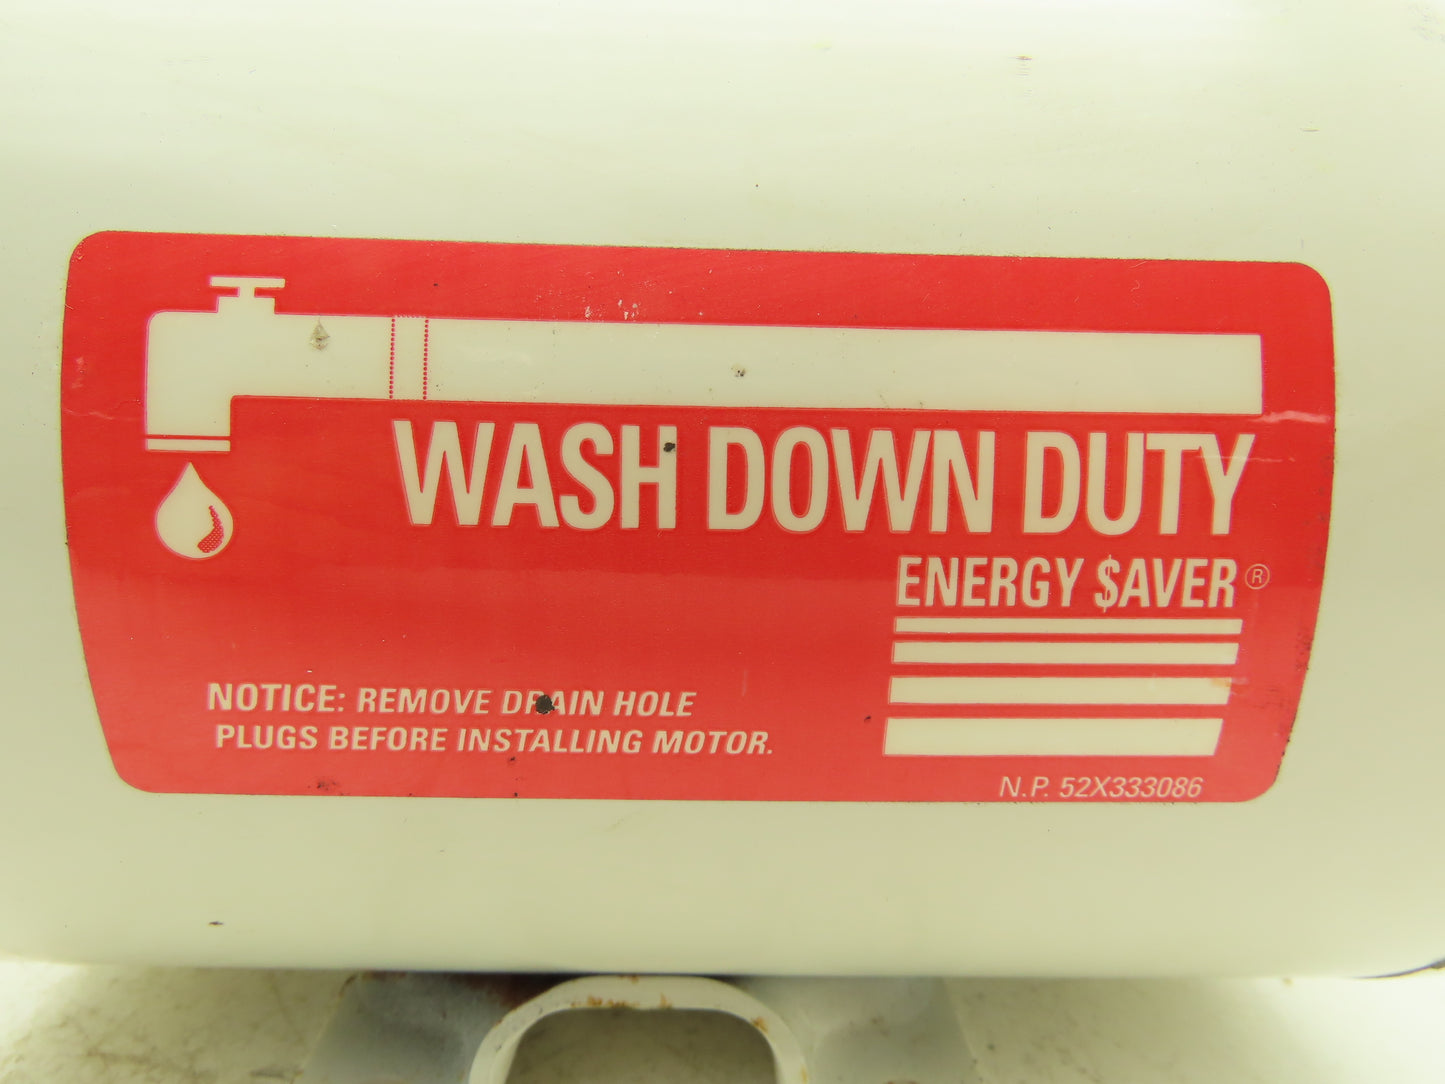 WASH DOWN DUTY
ENERGY $AVER®
NOTICE: REMOVE DRAIN HOLE
PLUGS BEFORE INSTALLING MOTOR.
N.P. 52X333086